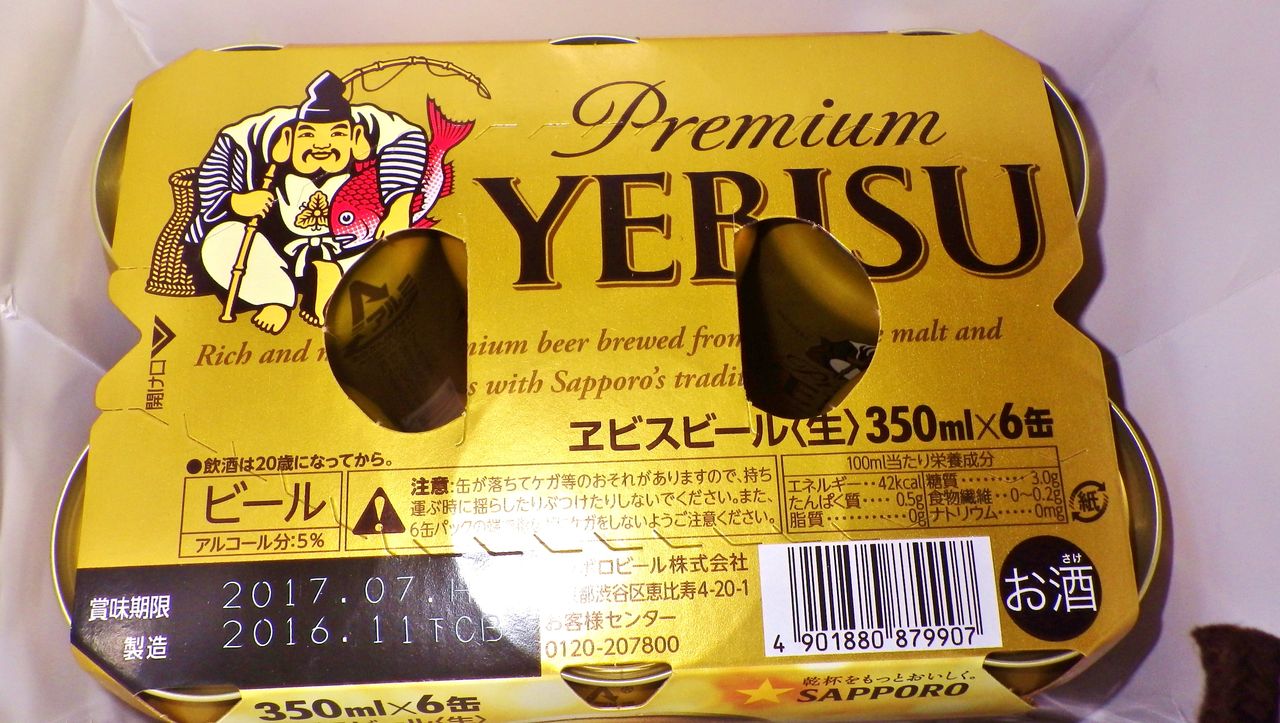 Premium
YEBISU
Rich and nium beer brewed from malt and
s with Sapporo's tradi
ヱビスビール〈生〉350ml×6缶
開け口
●飲酒は20歳になってから。
ビール
アルコール分:5%
注意:缶が落ちてケガ等のおそれがありますので、持ち
運ぶ時に揺らしたりぶつけたりしないでください。また、
6缶パックの でケガをしないようご注意ください。
100ml当たり栄養成分
エネルギー‥42kcal 糖質‥‥‥‥3.0g
たんぱく質‥‥0.5g 食物繊維‥0~0.2g
脂質‥‥‥‥‥0g ナトリウム‥‥‥0mg
紙
賞味期限 2017.07.
製造 2016.11 TCB
ポロビール株式会社
都渋谷区恵比寿4-20-1
お客様センター
0120-207800
4 901880 879907
さけ
お酒
350ml×6缶
ビール〈生〉
乾杯をもっとおいしく。
SAPPORO